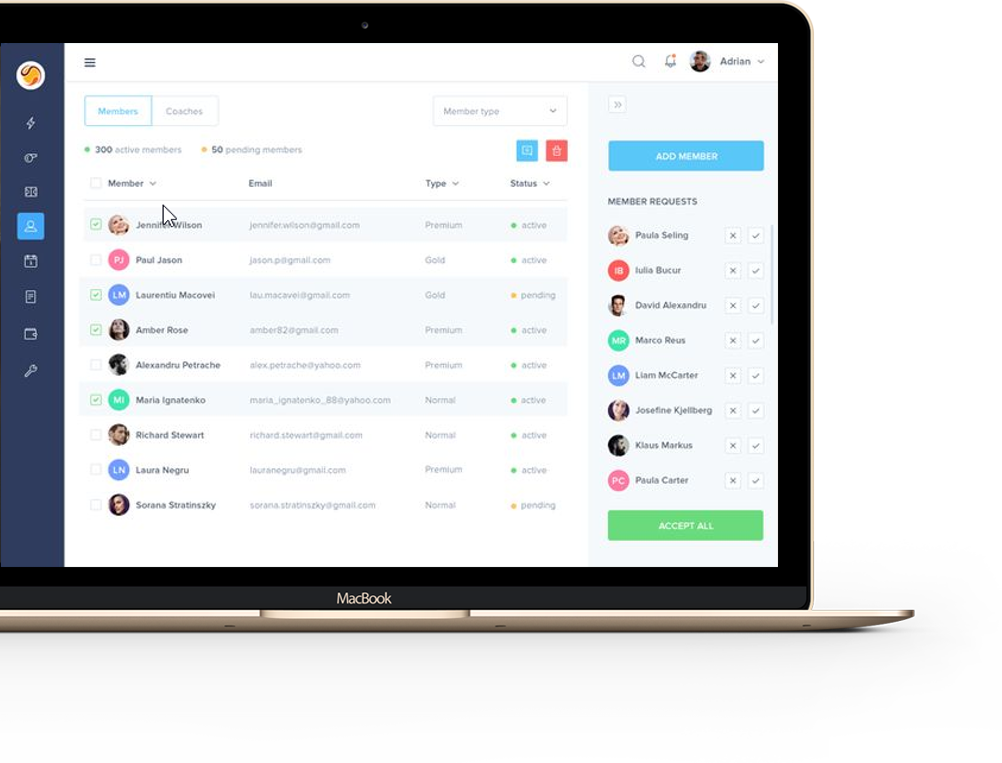 Adrian
Members Coaches
Member type
300 active members 50 pending members
ADD MEMBER
Member Email Type Status
MEMBER REQUESTS
Jennifer Wilson jennifer.wilson@gmail.com Premium active
PJ Paul Jason jason.p@gmail.com Gold active
LM Laurentiu Macovei lau.macavei@gmail.com Gold pending
Amber Rose amber82@gmail.com Premium active
Alexandru Petrache alex.petrache@yahoo.com Premium active
MI Maria Ignatenko maria_ignatenko_88@yahoo.com Normal active
Richard Stewart richard.stewart@gmail.com Normal active
LN Laura Negru lauranegru@gmail.com Premium active
Sorana Stratinszky sorana.stratinszky@gmail.com Normal pending
Paula Seling
IB Iulia Bucur
David Alexandru
MR Marco Reus
LM Liam McCarter
Josefine Kjellberg
Klaus Markus
PC Paula Carter
ACCEPT ALL
MacBook